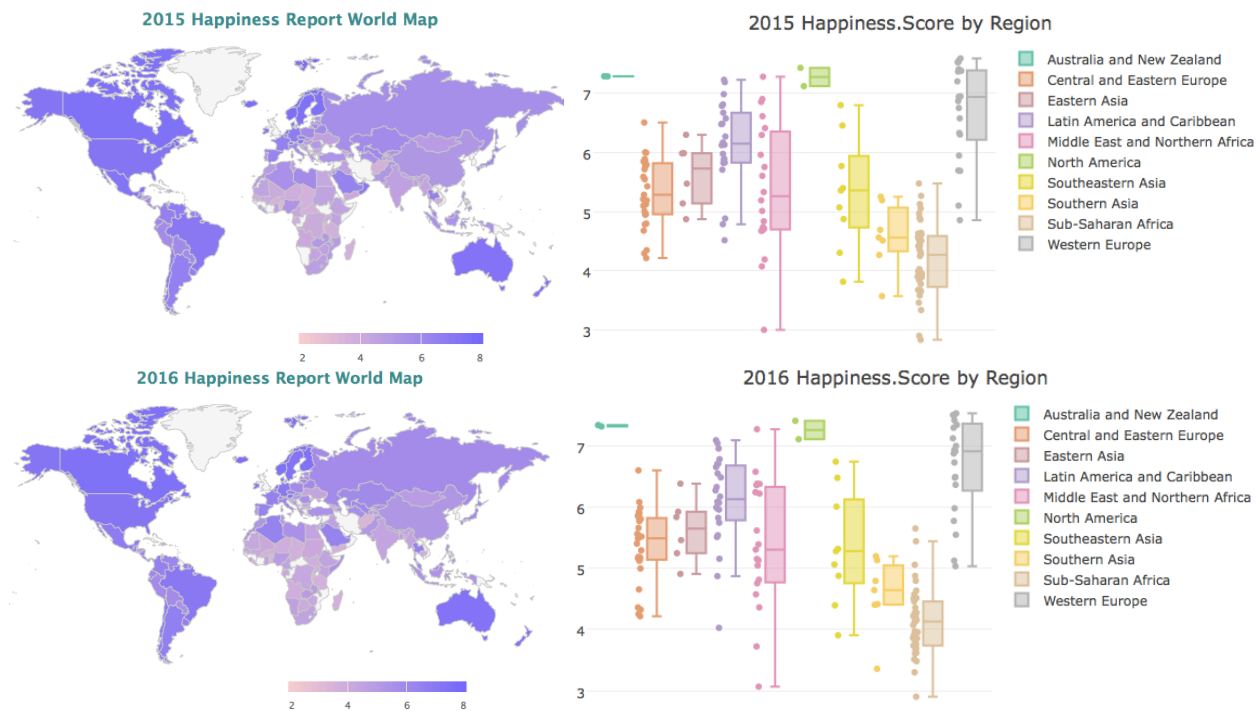 2015 Happiness Report World Map
2 4 6 8
2015 Happiness.Score by Region
7
6
5
4
3
Australia and New Zealand
Central and Eastern Europe
Eastern Asia
Latin America and Caribbean
Middle East and Northern Africa
North America
Southeastern Asia
Southern Asia
Sub-Saharan Africa
Western Europe
2016 Happiness Report World Map
2 4 6 8
2016 Happiness.Score by Region
7
6
5
4
3
Australia and New Zealand
Central and Eastern Europe
Eastern Asia
Latin America and Caribbean
Middle East and Northern Africa
North America
Southeastern Asia
Southern Asia
Sub-Saharan Africa
Western Europe